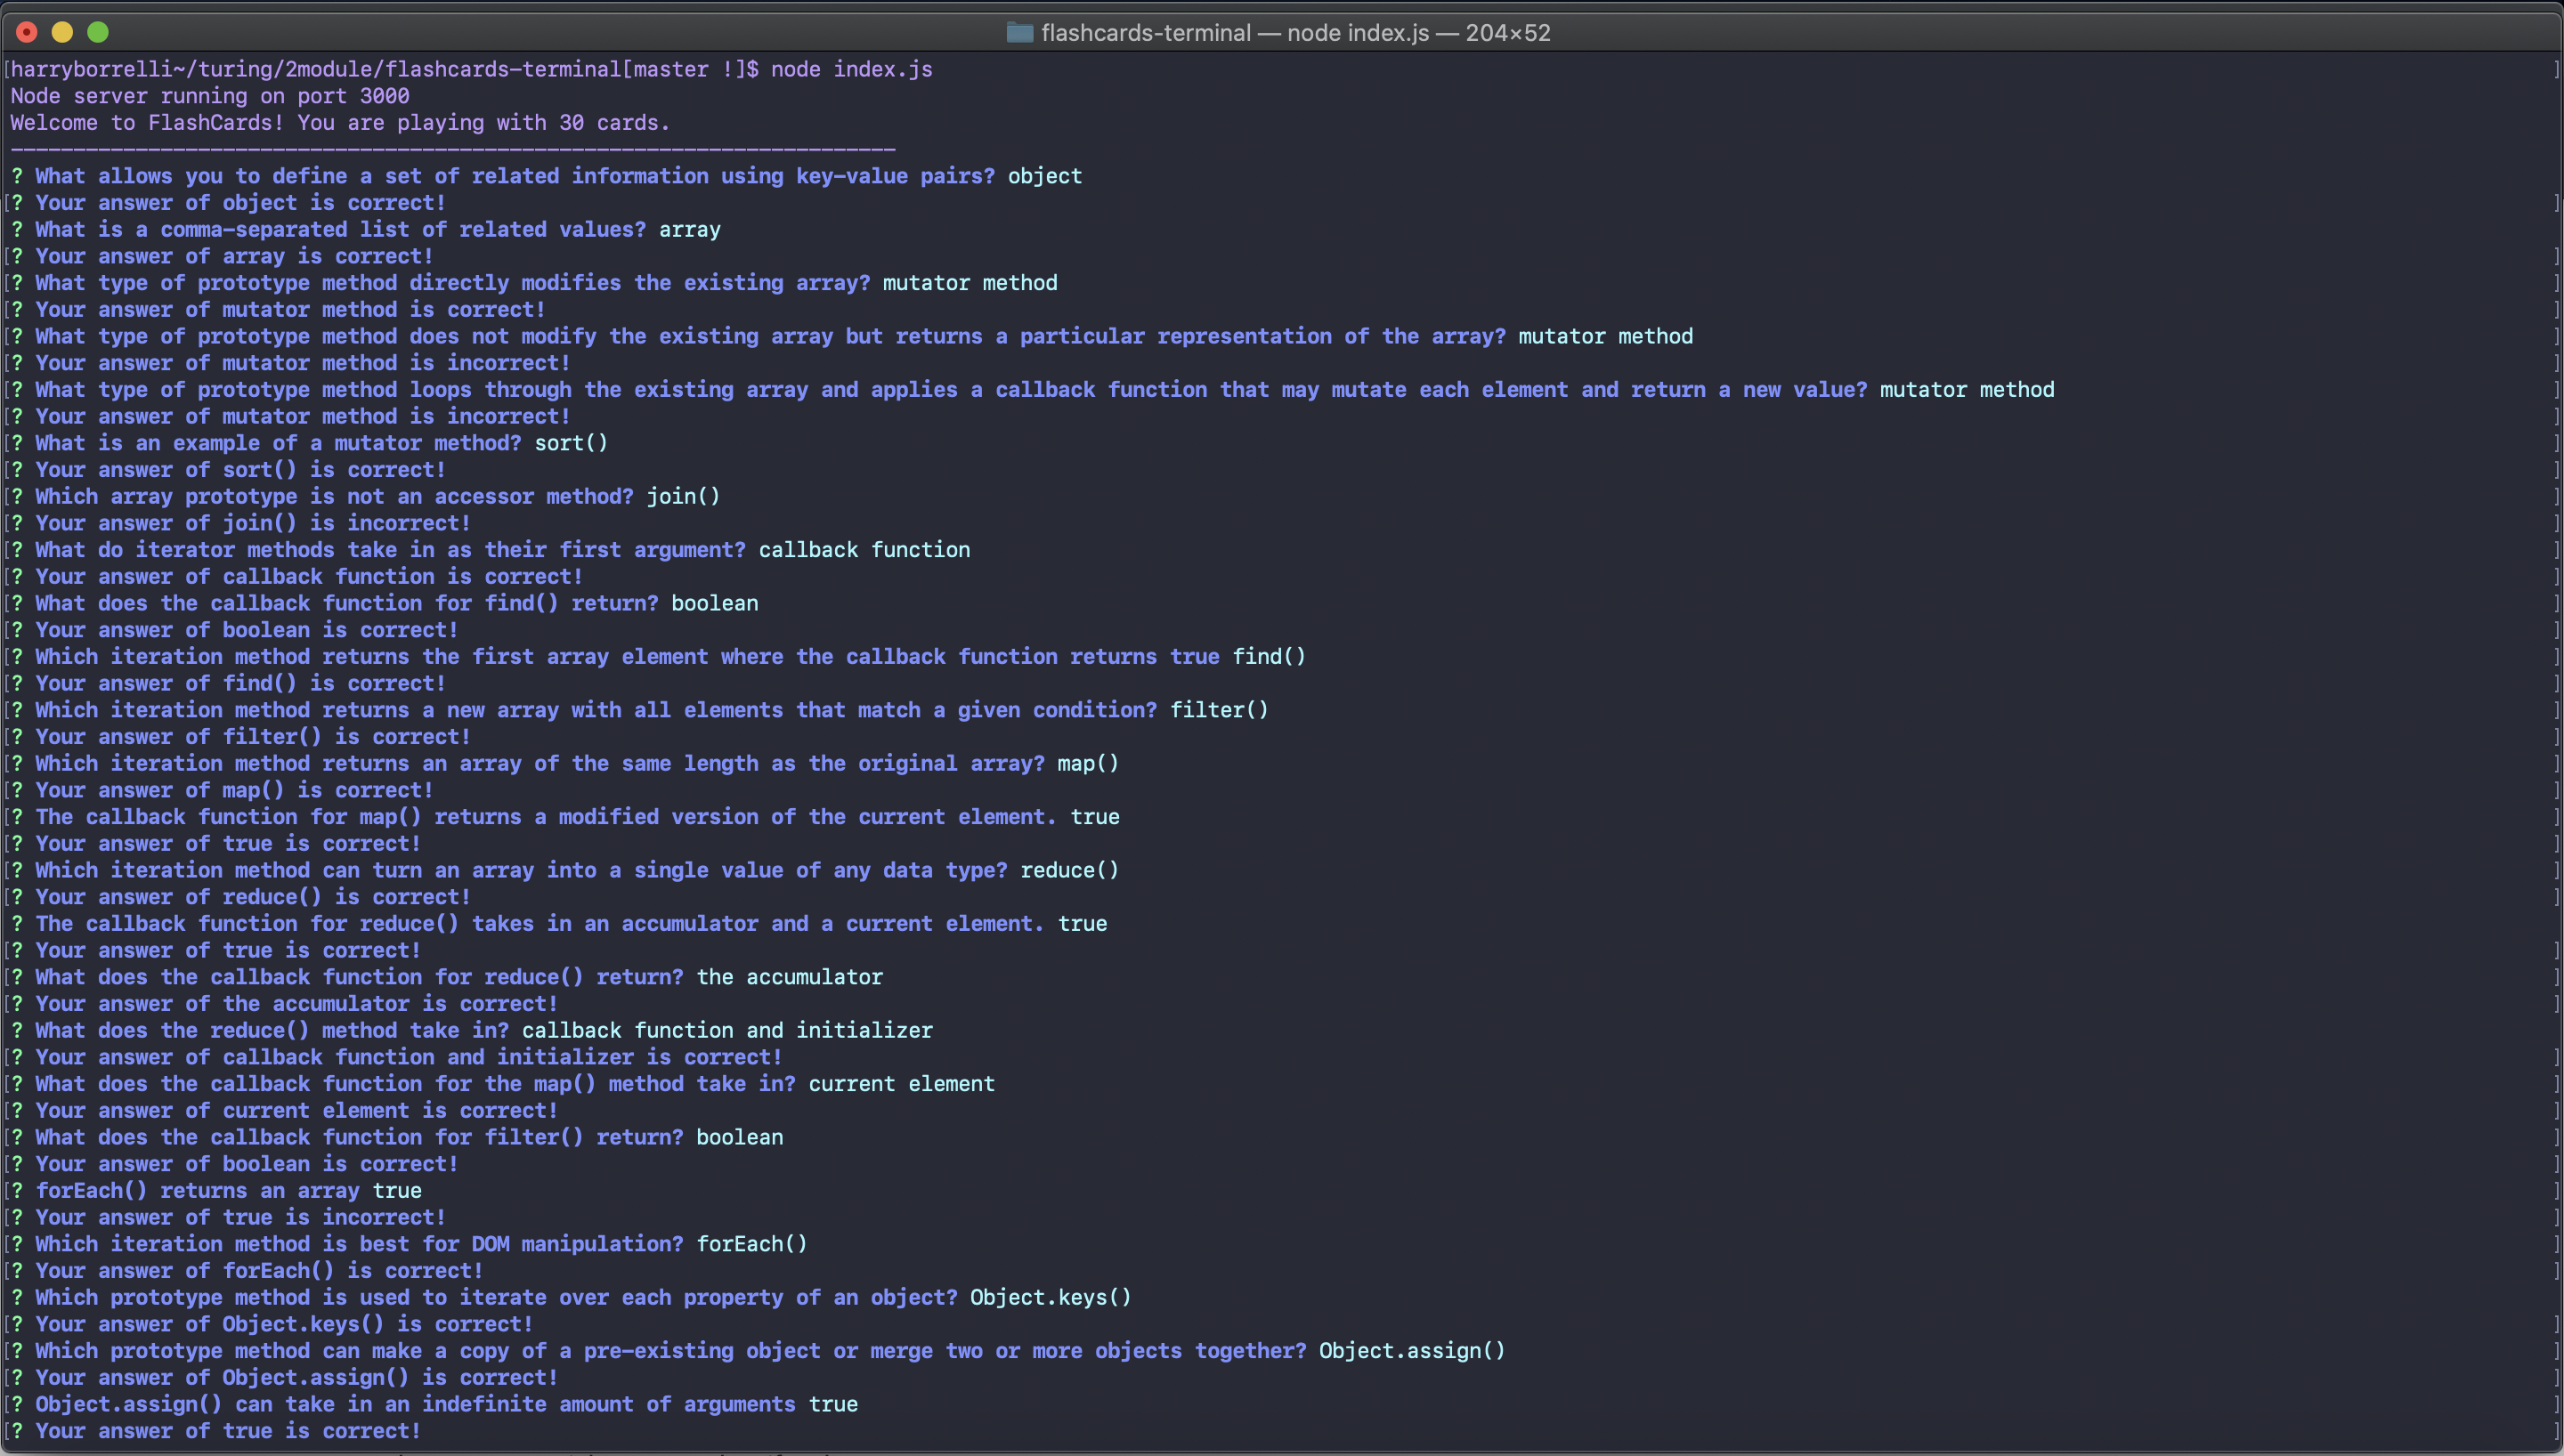 flashcards-terminal — node index.js — 204×52
[harryborrelli~/turing/2module/flashcards-terminal[master !]$ node index.js ]
Node server running on port 3000
Welcome to FlashCards! You are playing with 30 cards.
-----------------------------------------------------------------------
? What allows you to define a set of related information using key-value pairs? object
[? Your answer of object is correct! ]
? What is a comma-separated list of related values? array
[? Your answer of array is correct! ]
[? What type of prototype method directly modifies the existing array? mutator method ]
[? Your answer of mutator method is correct! ]
[? What type of prototype method does not modify the existing array but returns a particular representation of the array? mutator method ]
[? Your answer of mutator method is incorrect! ]
[? What type of prototype method loops through the existing array and applies a callback function that may mutate each element and return a new value? mutator method ]
[? Your answer of mutator method is incorrect! ]
[? What is an example of a mutator method? sort() ]
[? Your answer of sort() is correct! ]
[? Which array prototype is not an accessor method? join() ]
[? Your answer of join() is incorrect! ]
[? What do iterator methods take in as their first argument? callback function ]
[? Your answer of callback function is correct! ]
[? What does the callback function for find() return? boolean ]
[? Your answer of boolean is correct! ]
[? Which iteration method returns the first array element where the callback function returns true find() ]
[? Your answer of find() is correct! ]
[? Which iteration method returns a new array with all elements that match a given condition? filter() ]
[? Your answer of filter() is correct! ]
[? Which iteration method returns an array of the same length as the original array? map() ]
[? Your answer of map() is correct! ]
[? The callback function for map() returns a modified version of the current element. true ]
[? Your answer of true is correct! ]
[? Which iteration method can turn an array into a single value of any data type? reduce() ]
[? Your answer of reduce() is correct! ]
? The callback function for reduce() takes in an accumulator and a current element. true
[? Your answer of true is correct! ]
[? What does the callback function for reduce() return? the accumulator ]
[? Your answer of the accumulator is correct! ]
? What does the reduce() method take in? callback function and initializer
[? Your answer of callback function and initializer is correct! ]
[? What does the callback function for the map() method take in? current element ]
[? Your answer of current element is correct! ]
[? What does the callback function for filter() return? boolean ]
[? Your answer of boolean is correct! ]
[? forEach() returns an array true ]
[? Your answer of true is incorrect! ]
[? Which iteration method is best for DOM manipulation? forEach() ]
[? Your answer of forEach() is correct! ]
? Which prototype method is used to iterate over each property of an object? Object.keys()
[? Your answer of Object.keys() is correct! ]
[? Which prototype method can make a copy of a pre-existing object or merge two or more objects together? Object.assign() ]
[? Your answer of Object.assign() is correct! ]
[? Object.assign() can take in an indefinite amount of arguments true ]
[? Your answer of true is correct! ]